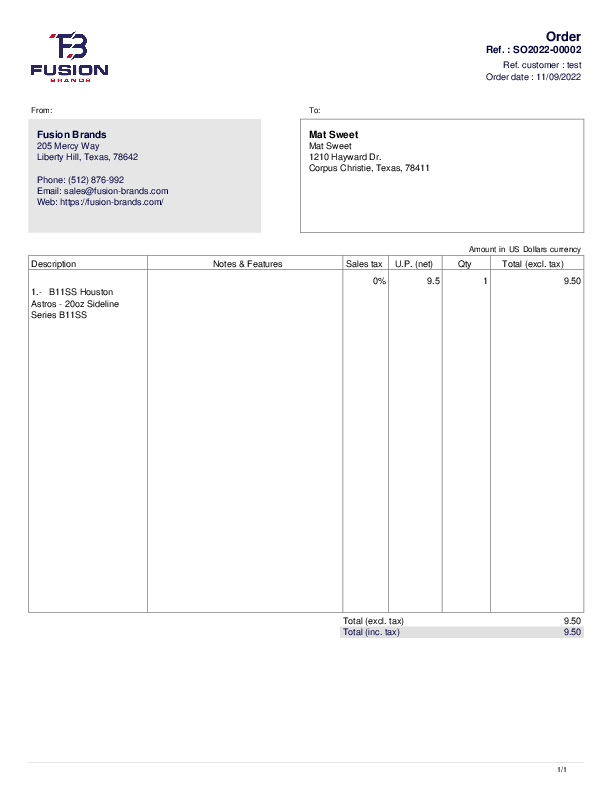 FB
FUSION
BRANDS
Order
Ref. : SO2022-00002
Ref. customer : test
Order date : 11/09/2022
From:
Fusion Brands
205 Mercy Way
Liberty Hill, Texas, 78642
Phone: (512) 876-992
Email: sales@fusion-brands.com
Web: https://fusion-brands.com/
To:
Mat Sweet
Mat Sweet
1210 Hayward Dr.
Corpus Christie, Texas, 78411
Amount in US Dollars currency
Description Notes & Features Sales tax U.P. (net) Qty Total (excl. tax)
0% 9.5 1 9.50
1.- B11SS Houston
Astros - 20oz Sideline
Series B11SS
Total (excl. tax) 9.50
Total (inc. tax) 9.50
1/1